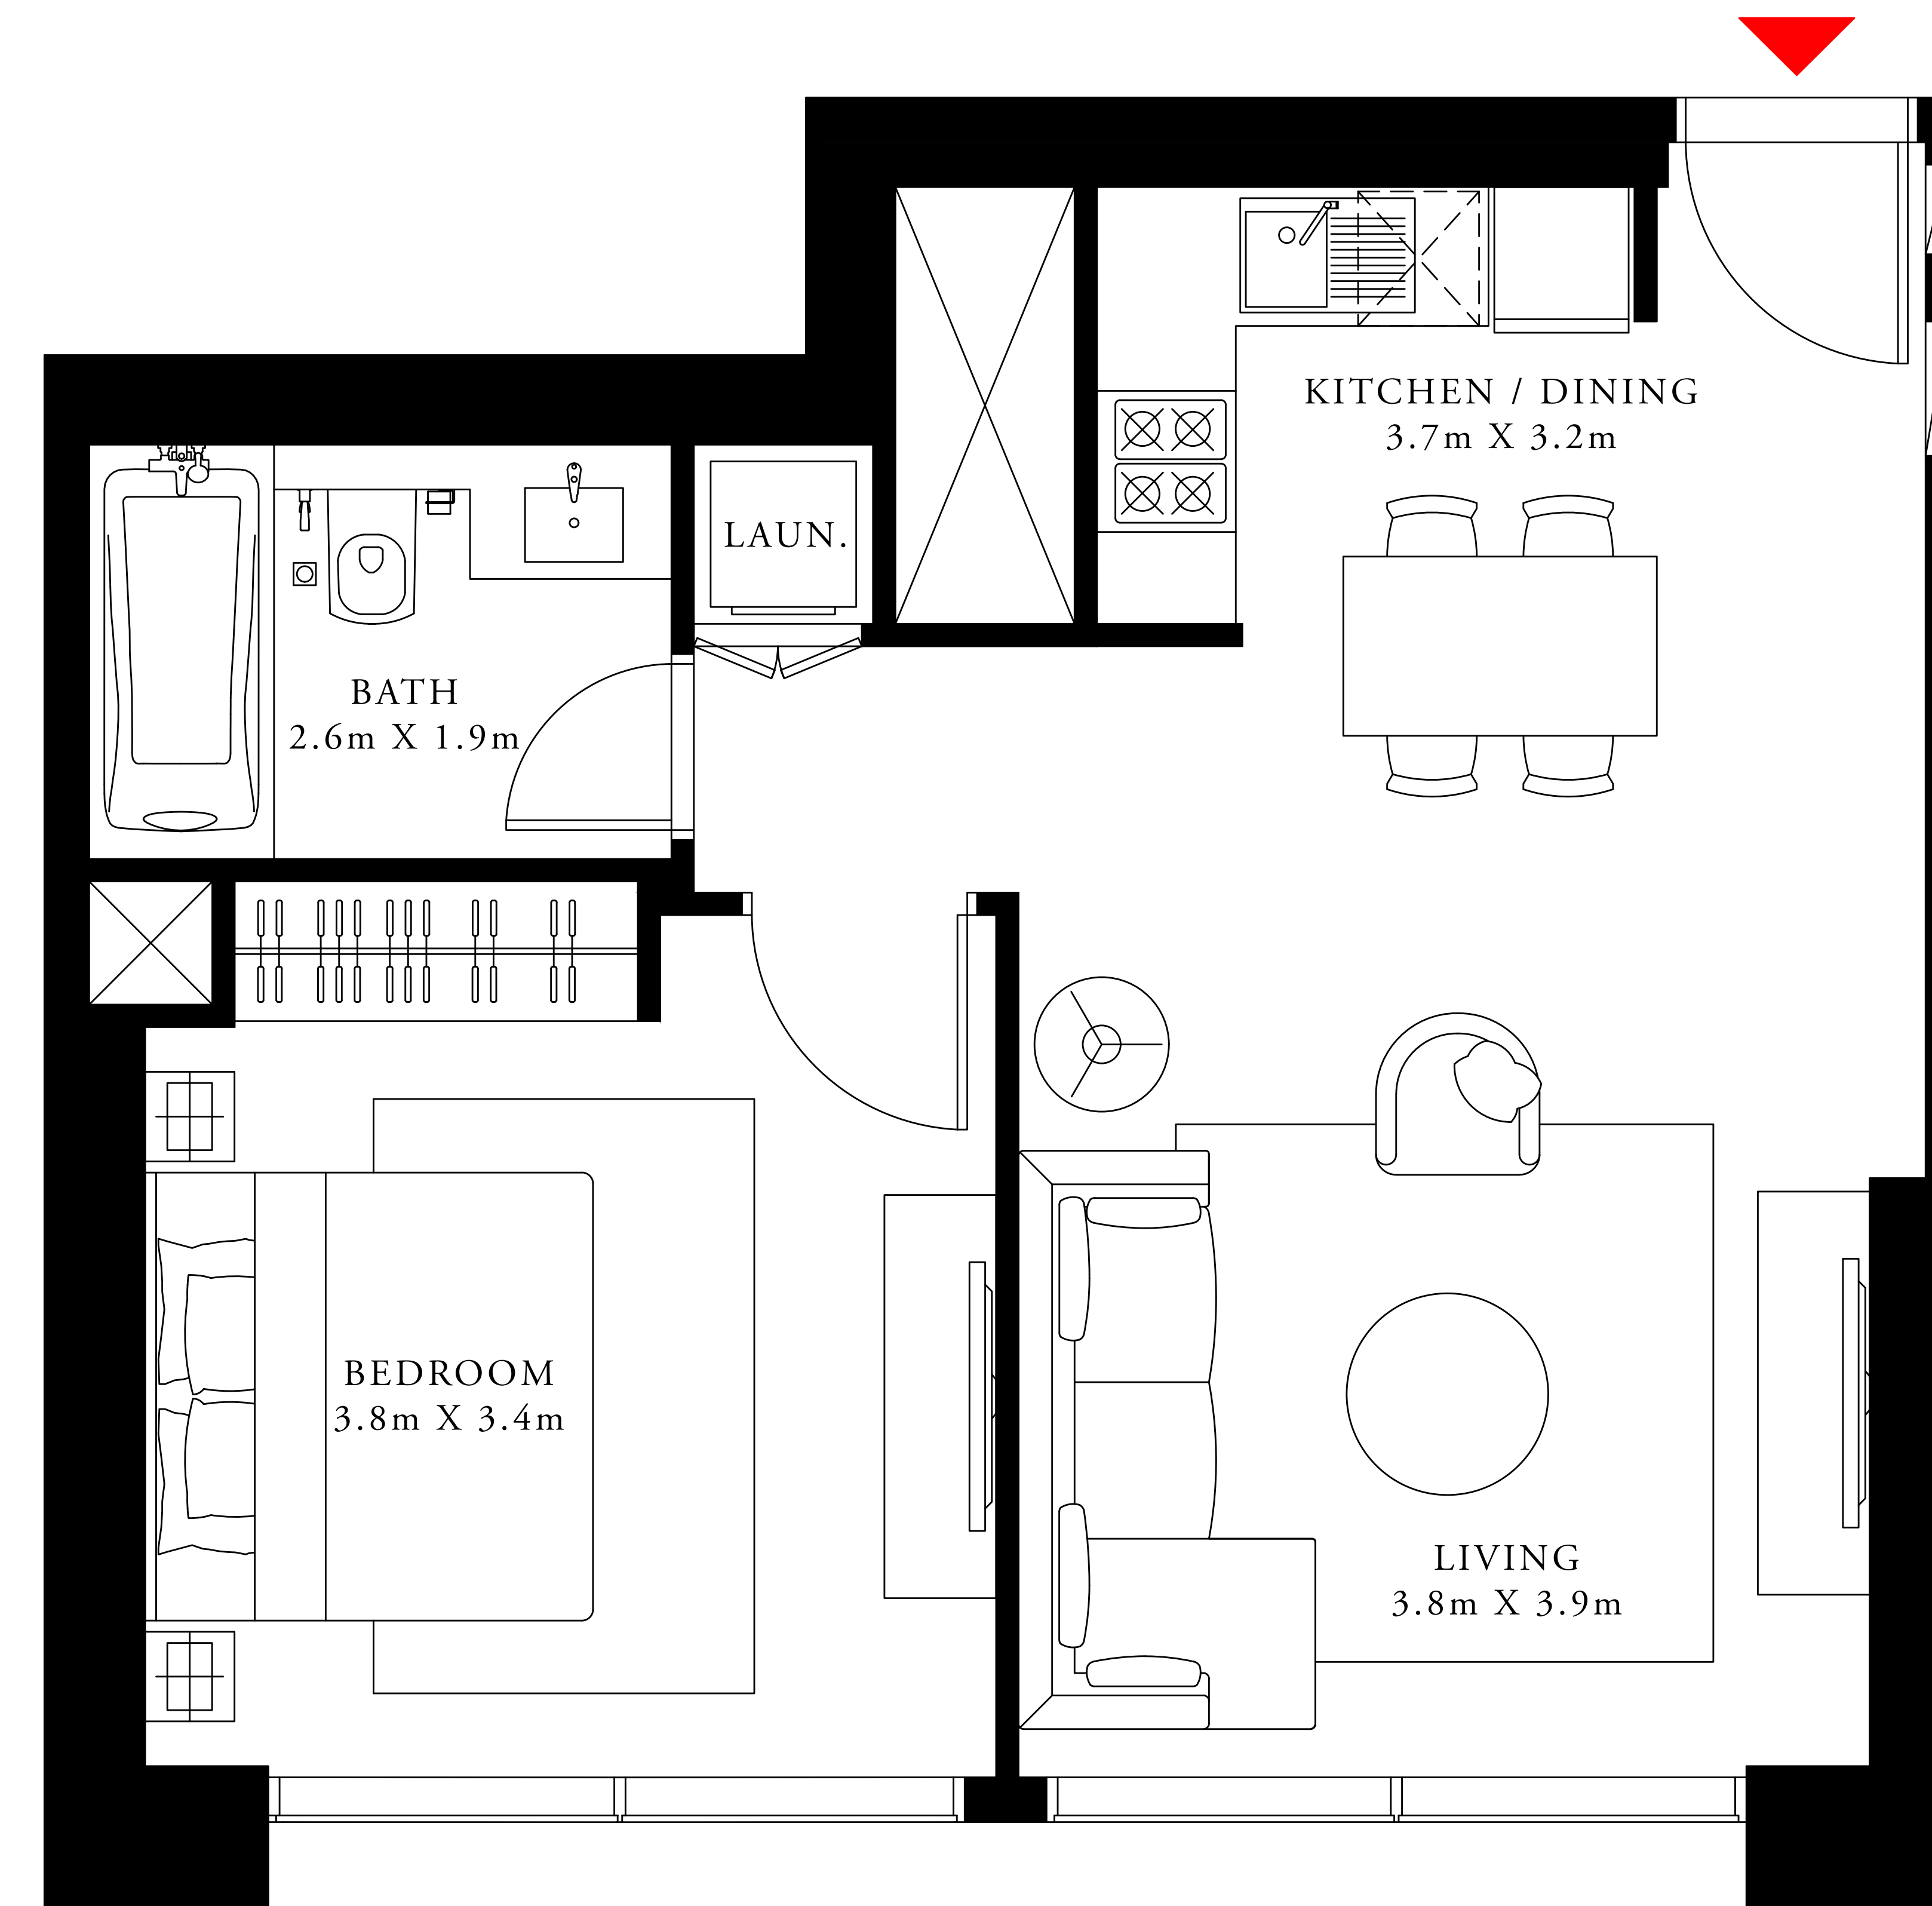 KITCHEN / DINING
3.7m X 3.2m
LAUN.
BATH
2.6m X 1.9m
BEDROOM
3.8m X 3.4m
LIVING
3.8m X 3.9m